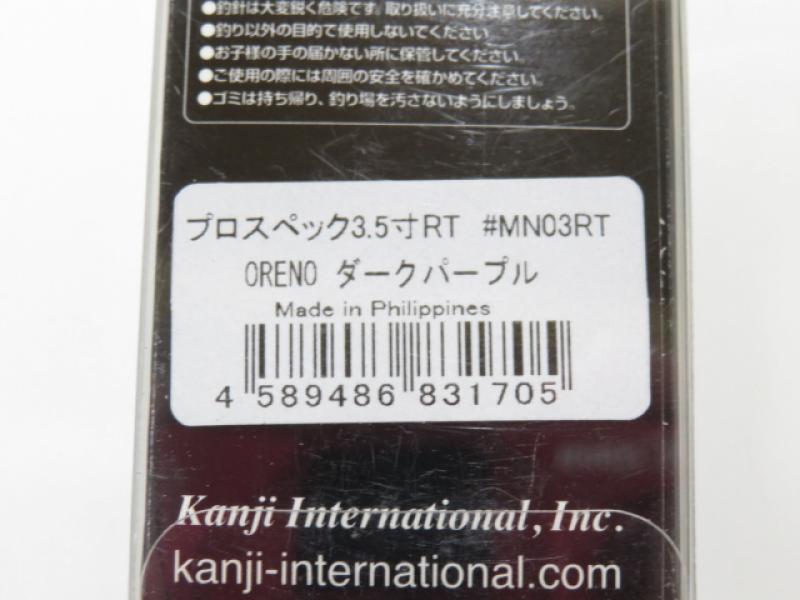 ●釣針は大変鋭く危険です。取り扱いに充分注意してください。
●釣り以外の目的で使用しないでください。
●お子様の手の届かない所に保管してください。
●ご使用の際には周囲の安全を確かめてください。
●ゴミは持ち帰り、釣り場を汚さないようにしましょう。
プロスペック3.5寸RT #MN03RT
ORENO ダークパープル
Made in Philippines
4 589486 831705
Kanji International, Inc.
kanji-international.com